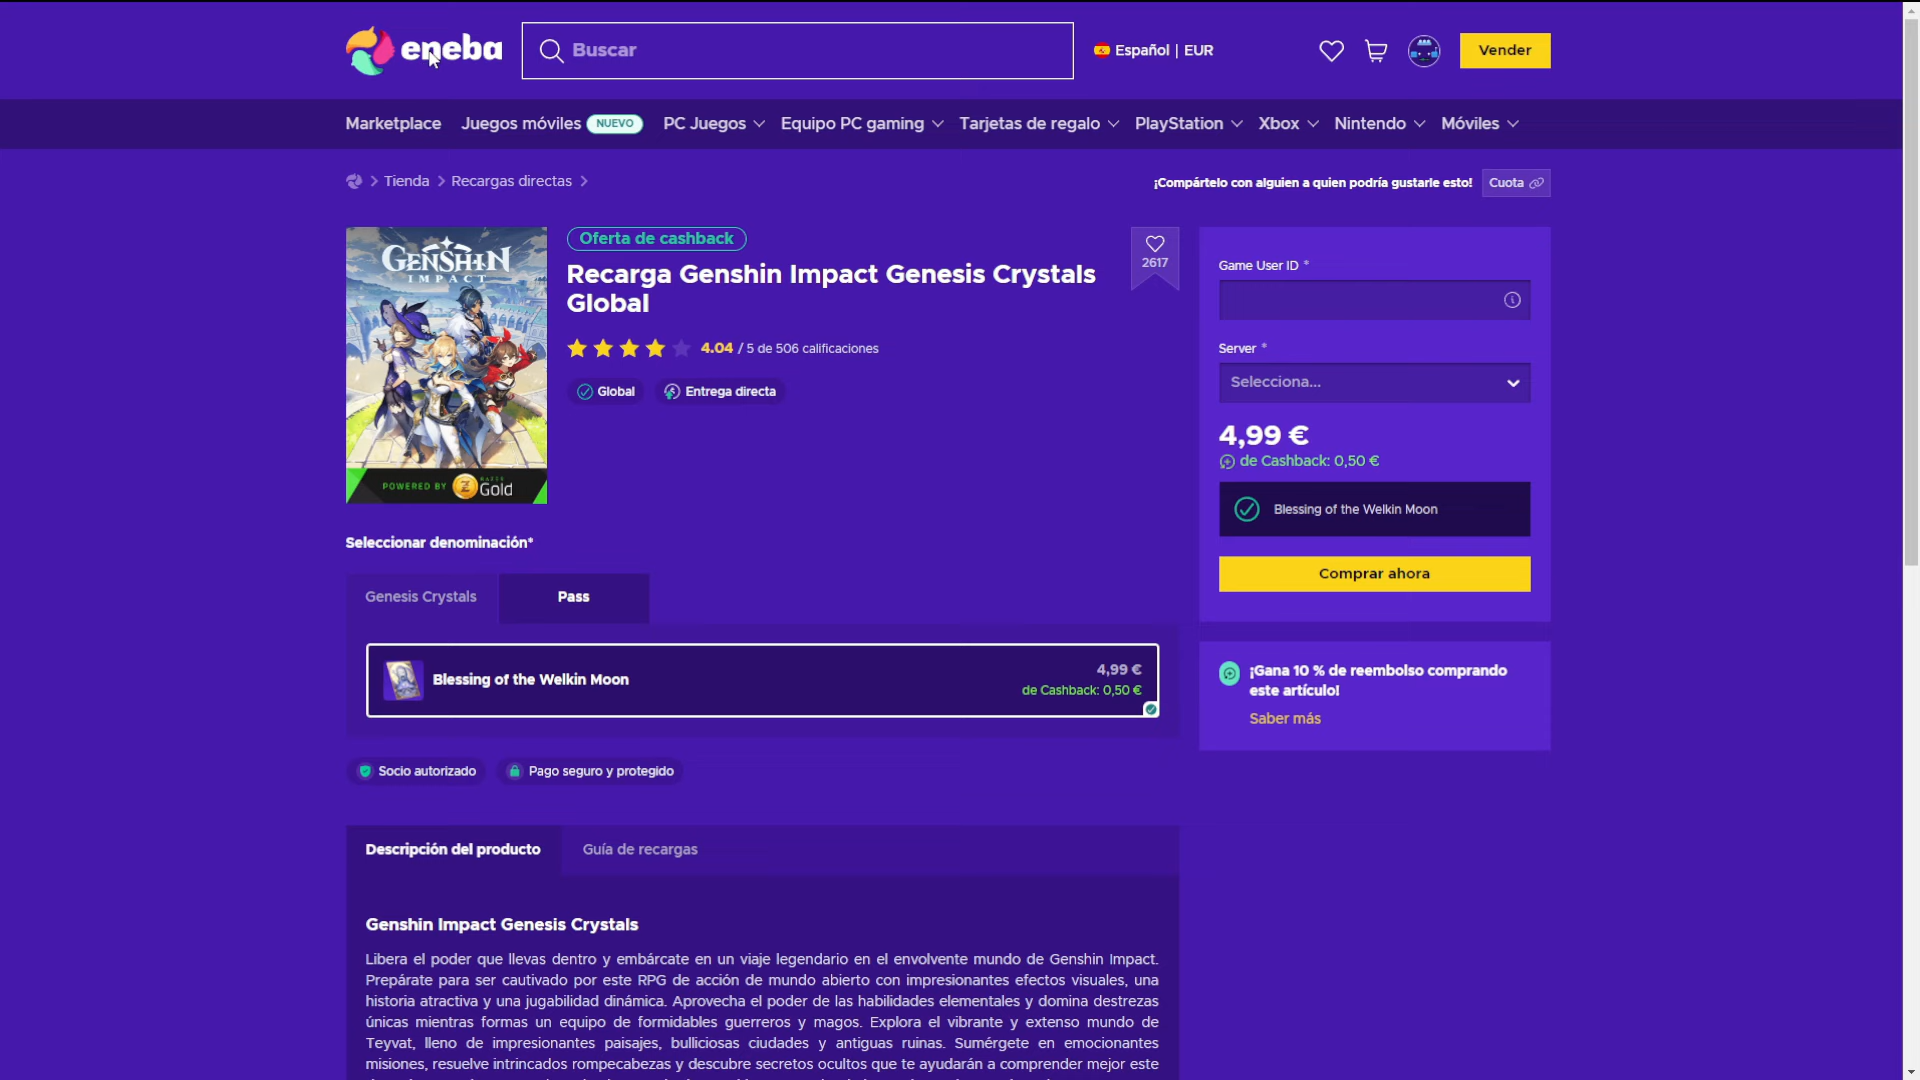 eneba
Buscar
Español | EUR
Vender
Marketplace
Juegos móviles NUEVO
PC Juegos
Equipo PC gaming
Tarjetas de regalo
PlayStation
Xbox
Nintendo
Móviles
Tienda
Recargas directas
¡Compártelo con alguien a quien podría gustarle esto!
Cuota
GENSHIN
IMPACT
POWERED BY RAZER Gold
Oferta de cashback
Recarga Genshin Impact Genesis Crystals
Global
4.04 / 5 de 506 calificaciones
Global
Entrega directa
2617
Game User ID *
Server *
Selecciona...
4,99 €
de Cashback: 0,50 €
Blessing of the Welkin Moon
Comprar ahora
Seleccionar denominación*
Genesis Crystals
Pass
Blessing of the Welkin Moon
4,99 €
de Cashback: 0,50 €
¡Gana 10 % de reembolso comprando
este artículo!
Saber más
Socio autorizado
Pago seguro y protegido
Descripción del producto
Guía de recargas
Genshin Impact Genesis Crystals
Libera el poder que llevas dentro y embárcate en un viaje legendario en el envolvente mundo de Genshin Impact.
Prepárate para ser cautivado por este RPG de acción de mundo abierto con impresionantes efectos visuales, una
historia atractiva y una jugabilidad dinámica. Aprovecha el poder de las habilidades elementales y domina destrezas
únicas mientras formas un equipo de formidables guerreros y magos. Explora el vibrante y extenso mundo de
Teyvat, lleno de impresionantes paisajes, bulliciosas ciudades y antiguas ruinas. Sumérgete en emocionantes
misiones, resuelve intrincados rompecabezas y descubre secretos ocultos que te ayudarán a comprender mejor este